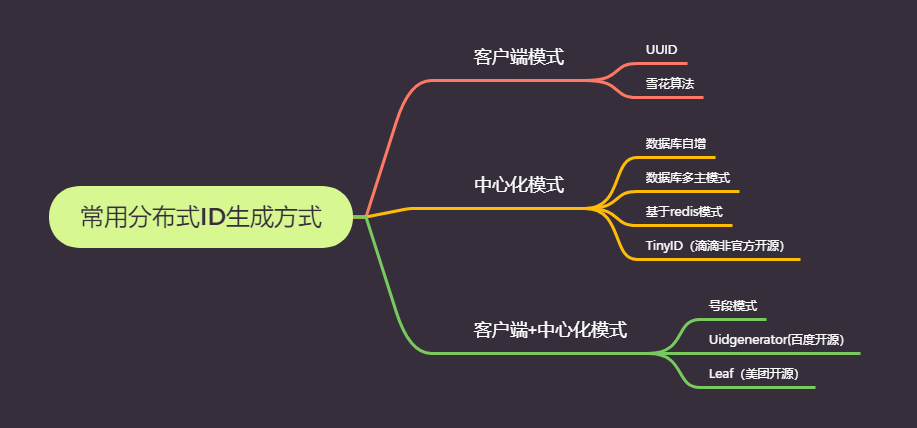 常用分布式ID生成方式
客户端模式
UUID
雪花算法
中心化模式
数据库自增
数据库多主模式
基于redis模式
TinyID（滴滴非官方开源）
客户端+中心化模式
号段模式
Uidgenerator(百度开源）
Leaf（美团开源）